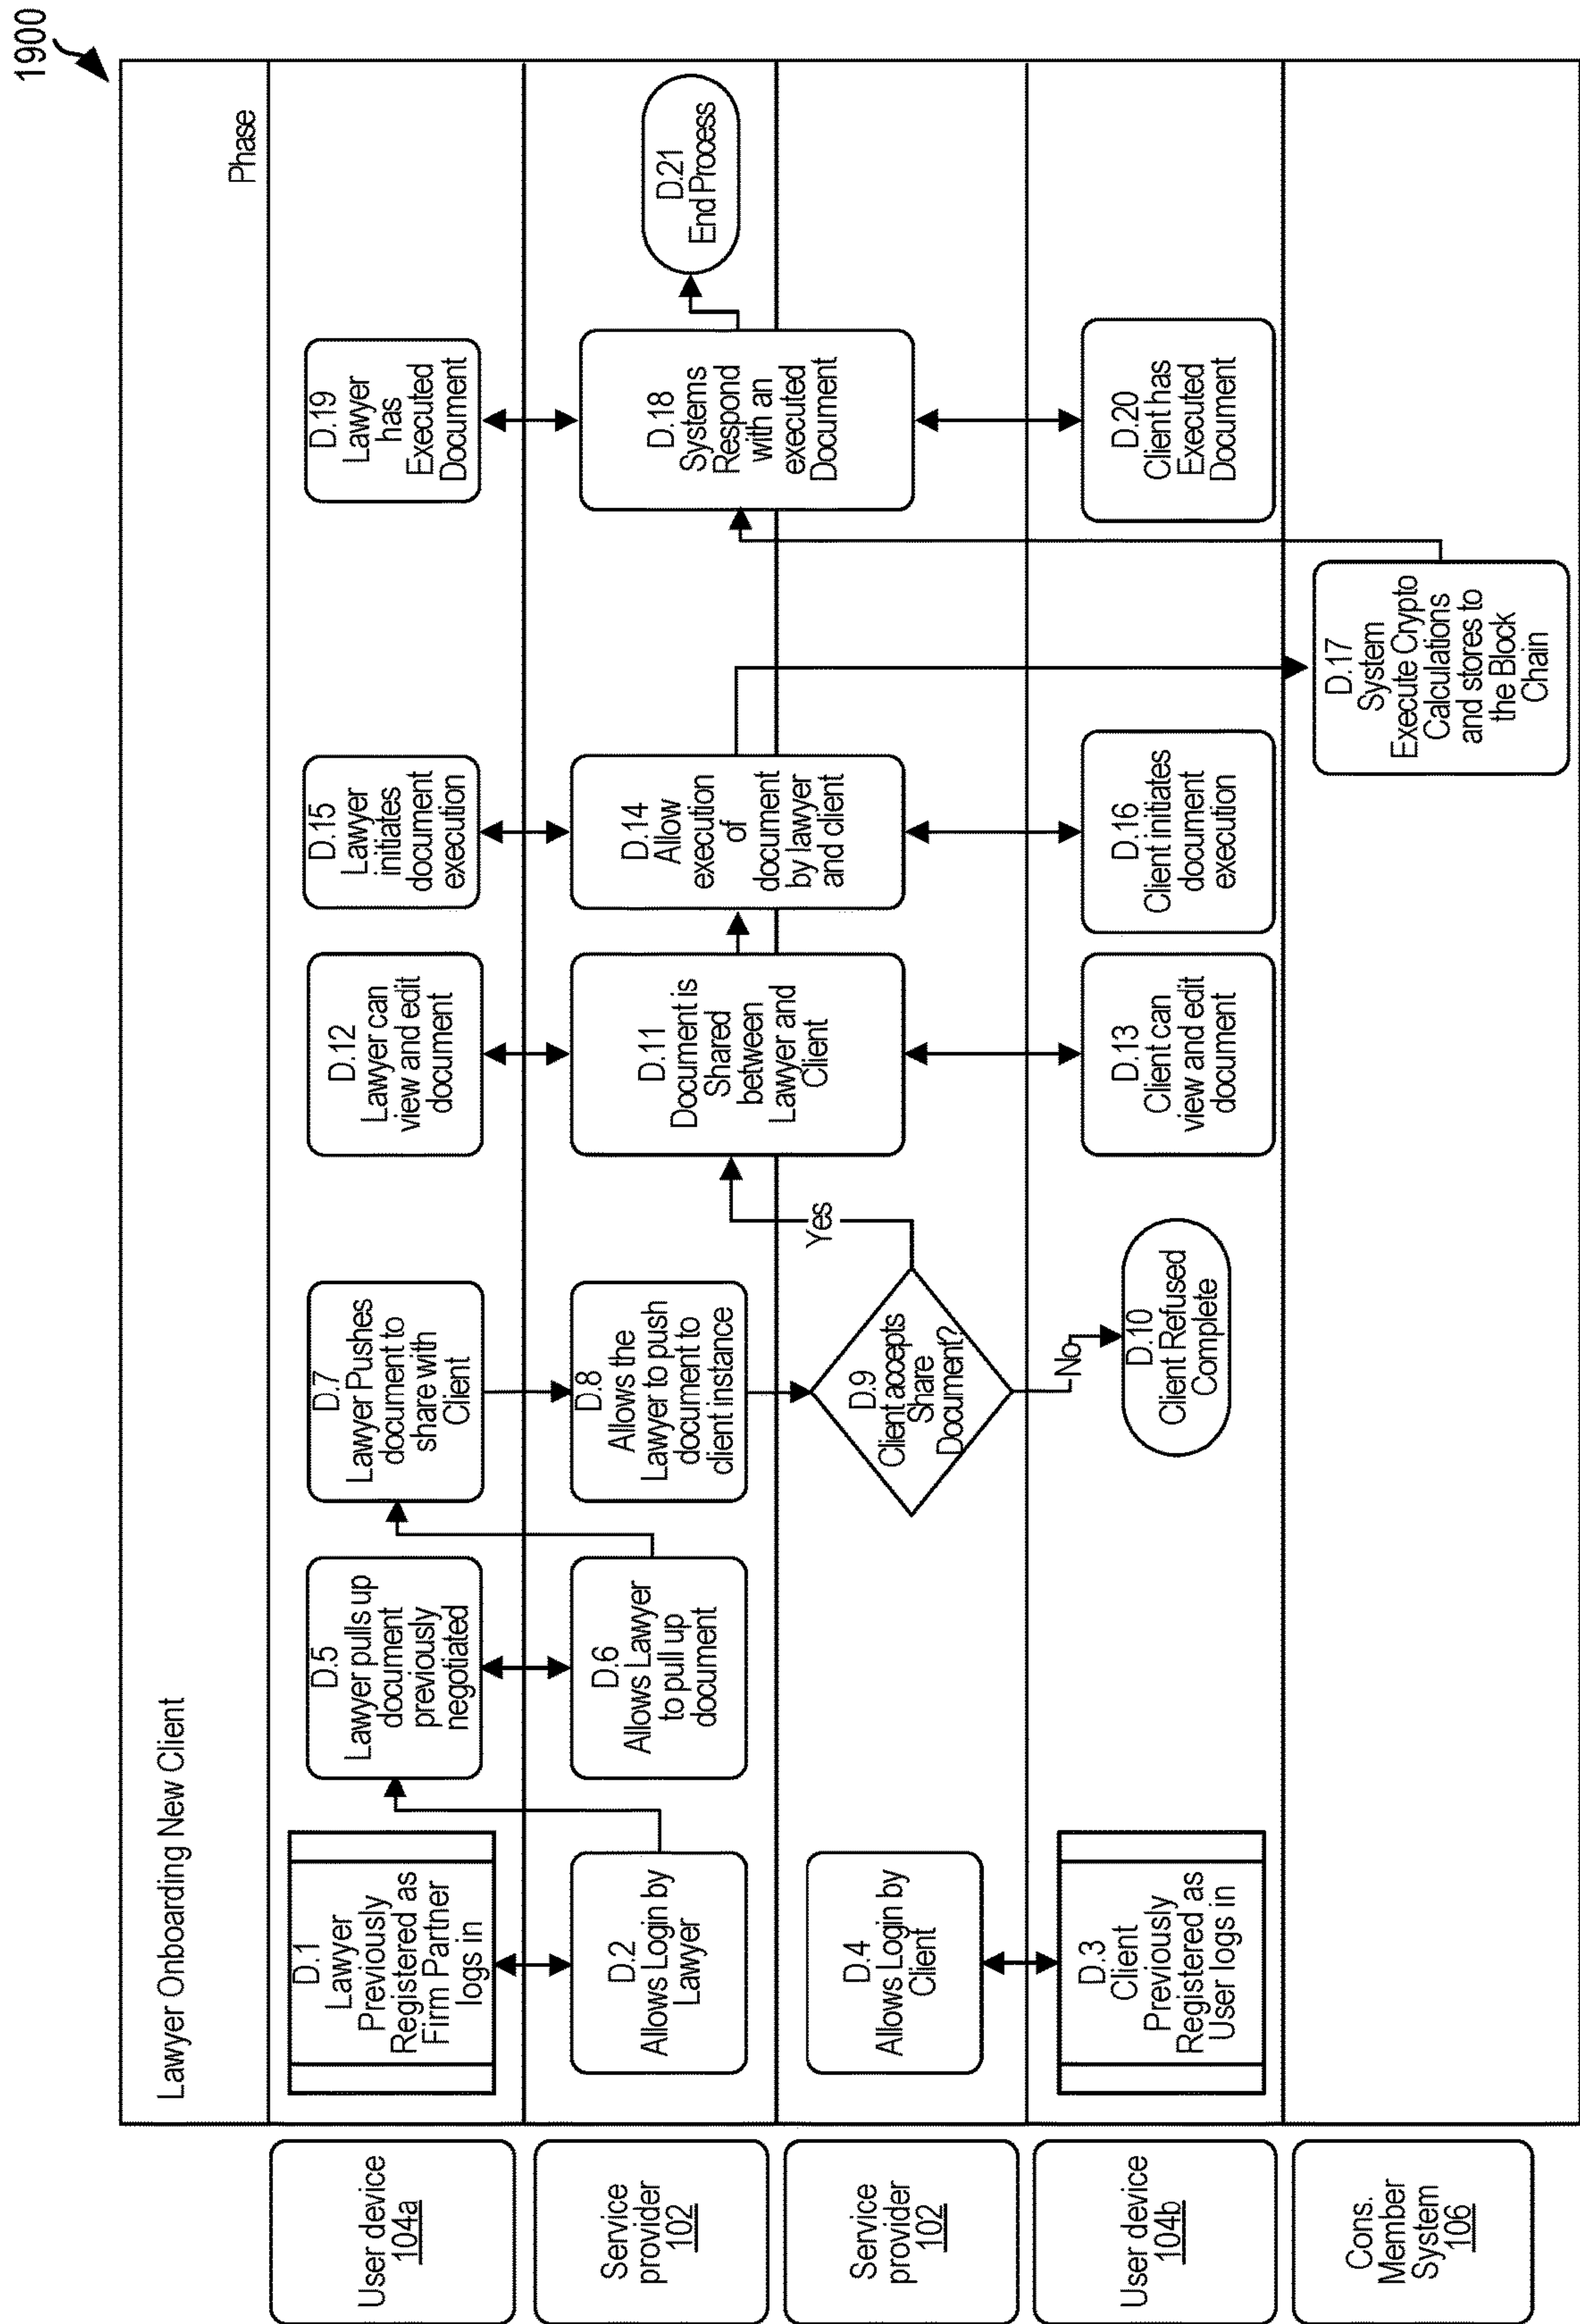 1900
Lawyer Onboarding New Client
Phase
User device
104a
D.1
Lawyer
Previously
Registered as
Firm Partner
logs in
D.5
Lawyer pulls up
document
previously
negotiated
D.7
Lawyer Pushes
document to
share with
Client
D.12
Lawyer can
view and edit
document
D.15
Lawyer
initiates
document
execution
D.19
Lawyer
has
Executed
Document
Service
provider
102
D.2
Allows Login by
Lawyer
D.6
Allows Lawyer
to pull up
document
D.8
Allows the
Lawyer to push
document to
client instance
D.11
Document is
Shared
between
Lawyer and
Client
D.14
Allow
execution
of
document
by lawyer
and client
D.18
Systems
Respond
with an
executed
Document
D.21
End Process
Service
provider
102
D.4
Allows Login by
Client
D.9
Client accepts
Share
Document?
Yes
No
User device
104b
D.3
Client
Previously
Registered as
User logs in
D.10
Client Refused
Complete
D.13
Client can
view and edit
document
D.16
Client initiates
document
execution
D.20
Client has
Executed
Document
Cons.
Member
System
106
D.17
System
Execute Crypto
Calculations
and stores to
the Block
Chain